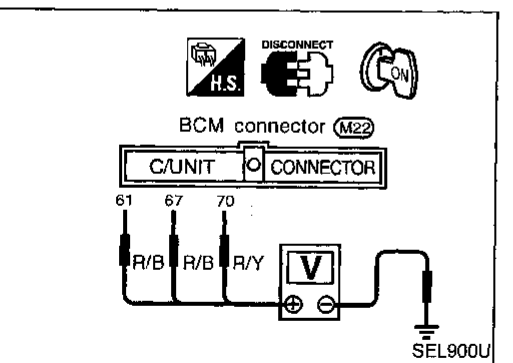 DISCONNECT
H.S.
ON
BCM connector M22
C/UNIT CONNECTOR
61 67 70
R/B R/B R/Y
V
+ −
SEL900U